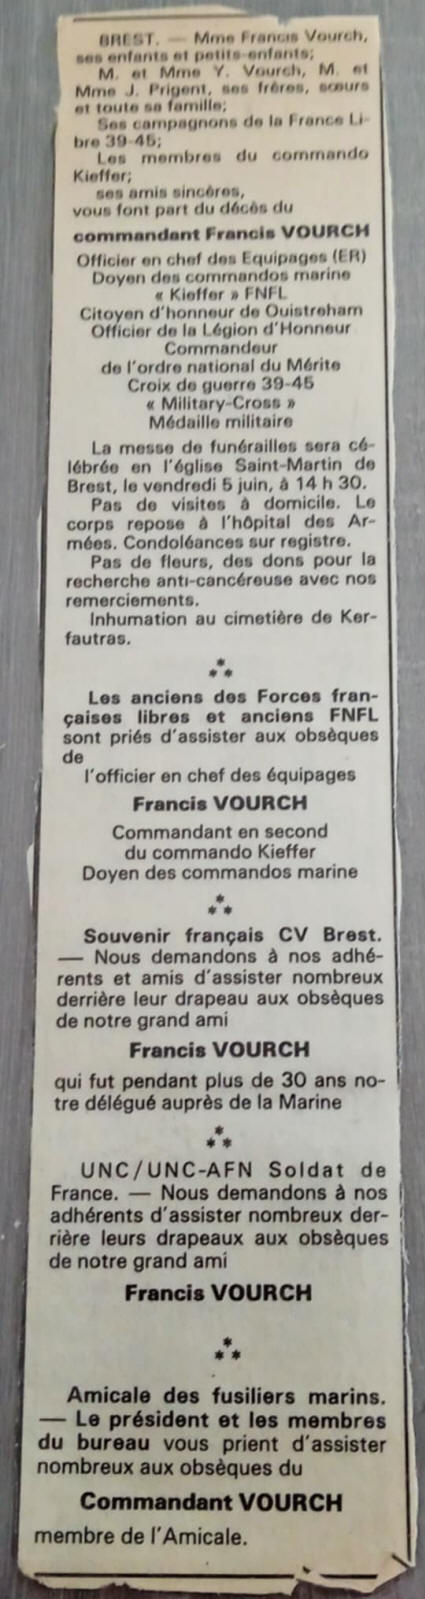 BREST. — Mme Francis Vourch,
ses enfants et petits-enfants;
M. et Mme Y. Vourch, M. et
Mme J. Prigent, ses frères, sœurs
et toute sa famille;
Ses campagnons de la France Li-
bre 39-45;
Les membres du commando
Kieffer;
ses amis sincères,
vous font part du décès du
commandant Francis VOURCH
Officier en chef des Equipages (ER)
Doyen des commandos marine
« Kieffer » FNFL
Citoyen d'honneur de Ouistreham
Officier de la Légion d'Honneur
Commandeur
de l'ordre national du Mérite
Croix de guerre 39-45
« Military-Cross »
Médaille militaire
La messe de funérailles sera cé-
lébrée en l'église Saint-Martin de
Brest, le vendredi 5 juin, à 14 h 30.
Pas de visites à domicile. Le
corps repose à l'hôpital des Ar-
mées. Condoléances sur registre.
Pas de fleurs, des dons pour la
recherche anti-cancéreuse avec nos
remerciements.
Inhumation au cimetière de Ker-
fautras.
* * *
Les anciens des Forces fran-
çaises libres et anciens FNFL
sont priés d'assister aux obsèques
de
l'officier en chef des équipages
Francis VOURCH
Commandant en second
du commando Kieffer
Doyen des commandos marine
* * *
Souvenir français CV Brest.
— Nous demandons à nos adhé-
rents et amis d'assister nombreux
derrière leur drapeau aux obsèques
de notre grand ami
Francis VOURCH
qui fut pendant plus de 30 ans no-
tre délégué auprès de la Marine
* * *
UNC/UNC-AFN Soldat de
France. — Nous demandons à nos
adhérents d'assister nombreux der-
rière leurs drapeaux aux obsèques
de notre grand ami
Francis VOURCH
* * *
Amicale des fusiliers marins.
— Le président et les membres
du bureau vous prient d'assister
nombreux aux obsèques du
Commandant VOURCH
membre de l'Amicale.